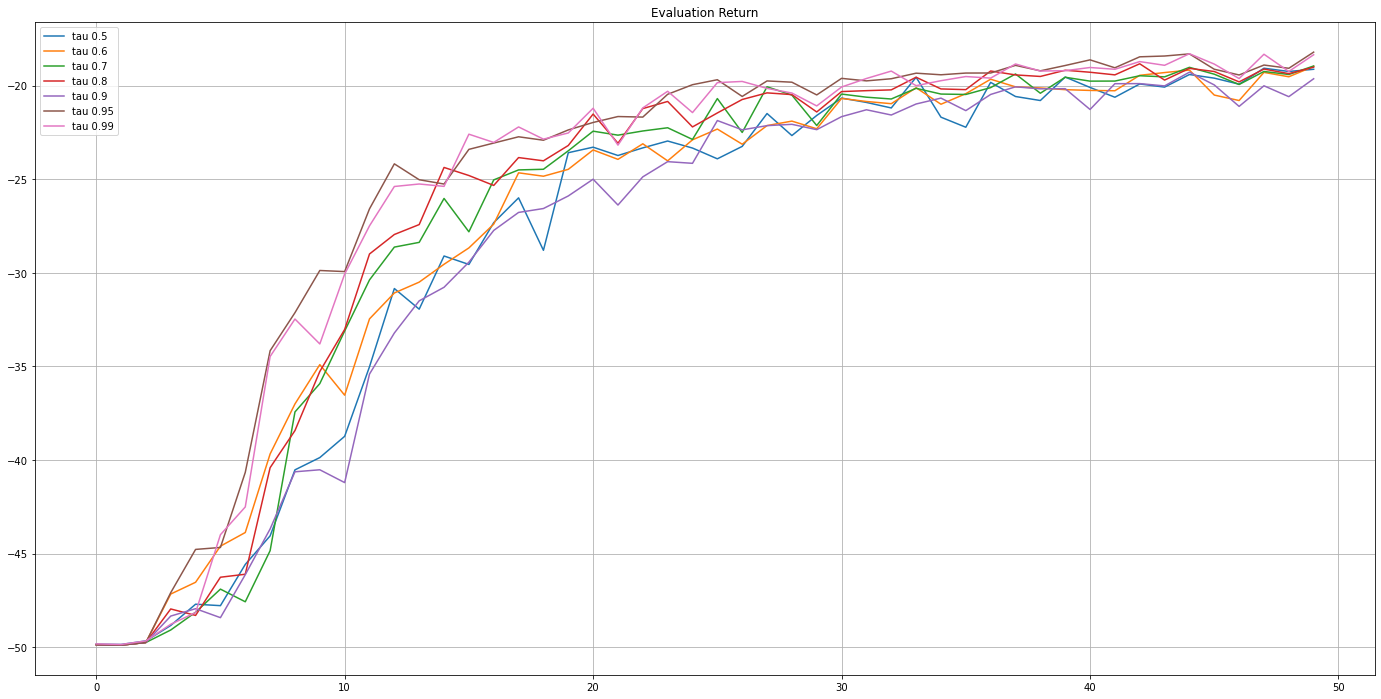 Evaluation Return
tau 0.5
tau 0.6
tau 0.7
tau 0.8
tau 0.9
tau 0.95
tau 0.99
−20
−25
−30
−35
−40
−45
−50
0 10 20 30 40 50